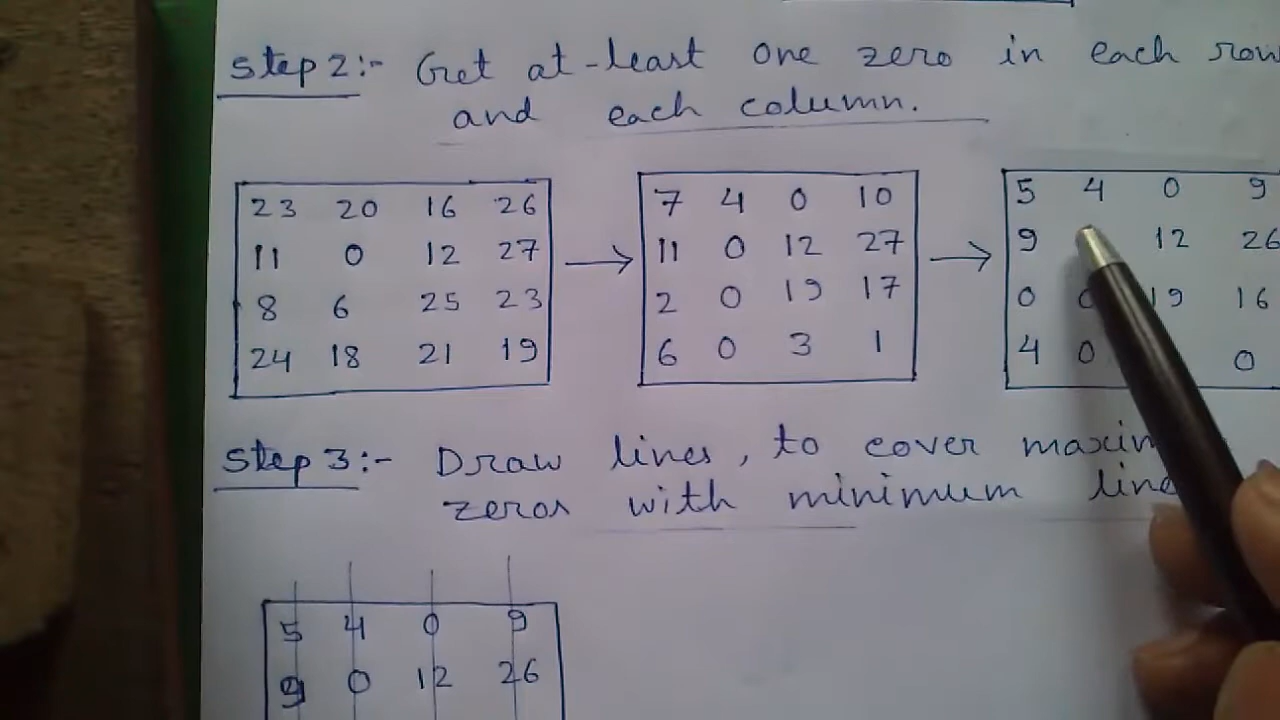 Step 2:- Get at-least one zero in each row
and each column.
23 20 16 26
11 0 12 27
8 6 25 23
24 18 21 19
7 4 0 10
11 0 12 27
2 0 19 17
6 0 3 1
5 4 0 9
9 12 26
0 0 19 16
4 0 0
Step 3:- Draw lines, to cover
zeros with minimum
5 4 0 9
9 0 12 26